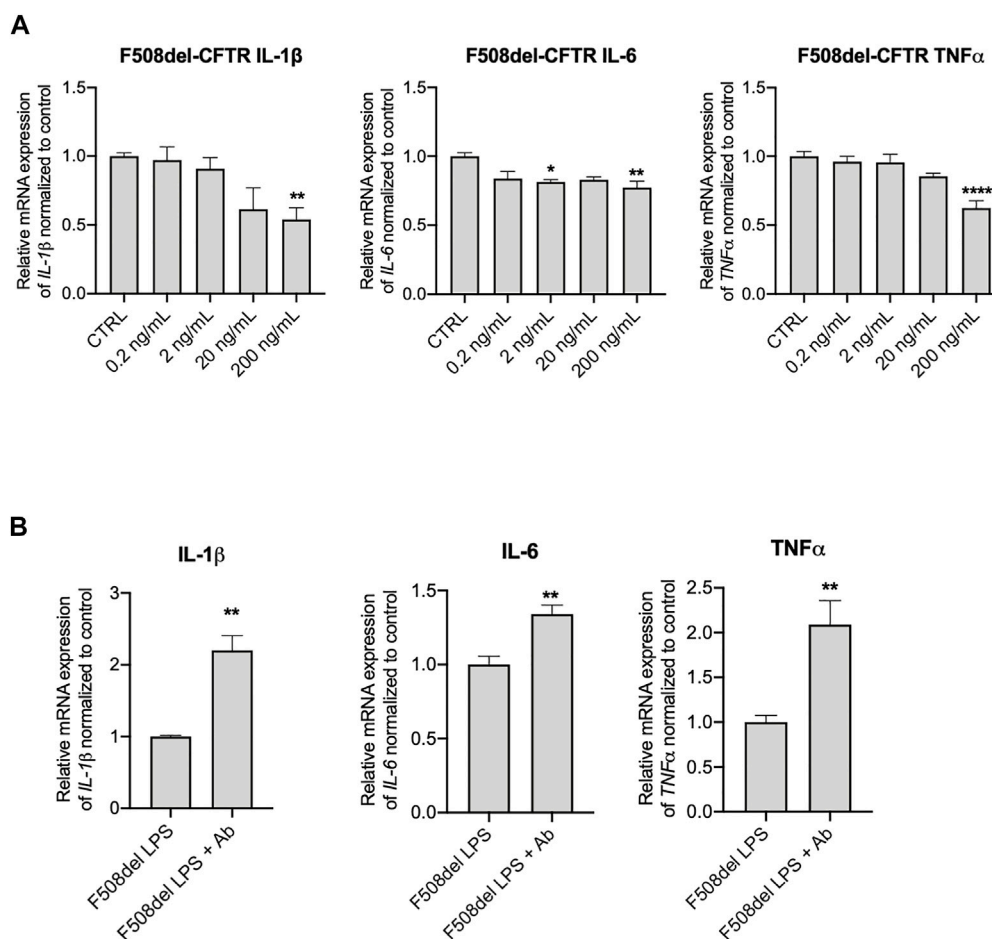 A
F508del-CFTR IL-1β
Relative mRNA expression
of IL-1β normalized to control
1.5
1.0
0.5
0.0
**
CTRL
0.2 ng/mL
2 ng/mL
20 ng/mL
200 ng/mL
F508del-CFTR IL-6
Relative mRNA expression
of IL-6 normalized to control
1.5
1.0
0.5
0.0
*
**
CTRL
0.2 ng/mL
2 ng/mL
20 ng/mL
200 ng/mL
F508del-CFTR TNFα
Relative mRNA expression
of TNFα normalized to control
1.5
1.0
0.5
0.0
****
CTRL
0.2 ng/mL
2 ng/mL
20 ng/mL
200 ng/mL
B
IL-1β
Relative mRNA expression
of IL-1β normalized to control
3
2
1
0
**
F508del LPS
F508del LPS + Ab
IL-6
Relative mRNA expression
of IL-6 normalized to control
1.5
1.0
0.5
0.0
**
F508del LPS
F508del LPS + Ab
TNFα
Relative mRNA expression
of TNFα normalized to control
2.5
2.0
1.0
0.5
0.0
**
F508del LPS
F508del LPS + Ab